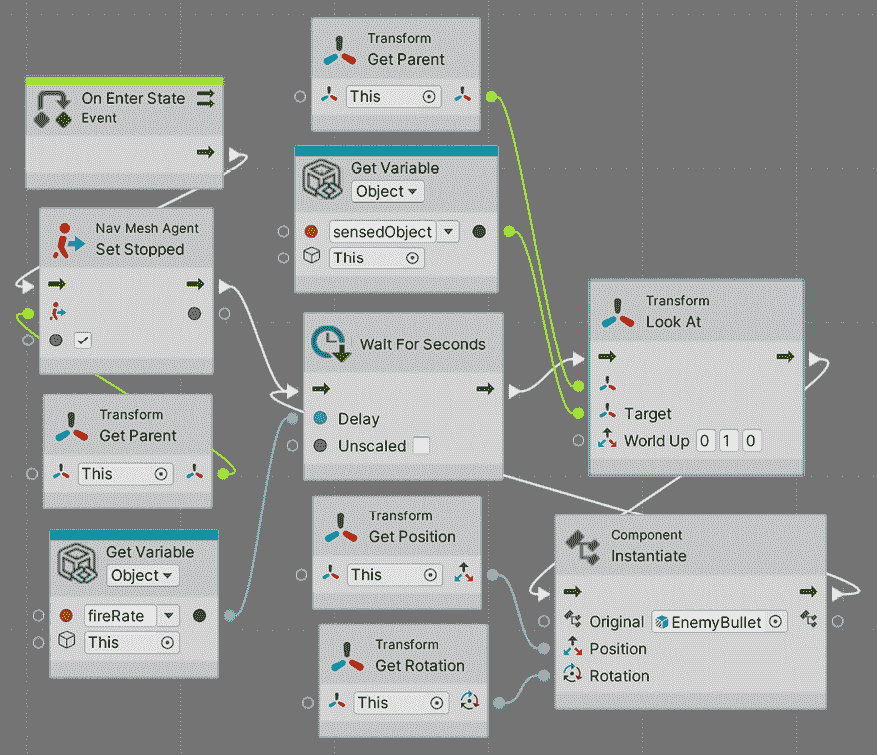 Transform
Get Parent
This
On Enter State
Event
Get Variable
Object
sensedObject
This
Nav Mesh Agent
Set Stopped
Transform
Look At
Target
World Up 0 1 0
Wait For Seconds
Delay
Unscaled
Transform
Get Parent
This
Transform
Get Position
This
Component
Instantiate
Original EnemyBullet
Position
Rotation
Get Variable
Object
fireRate
This
Transform
Get Rotation
This